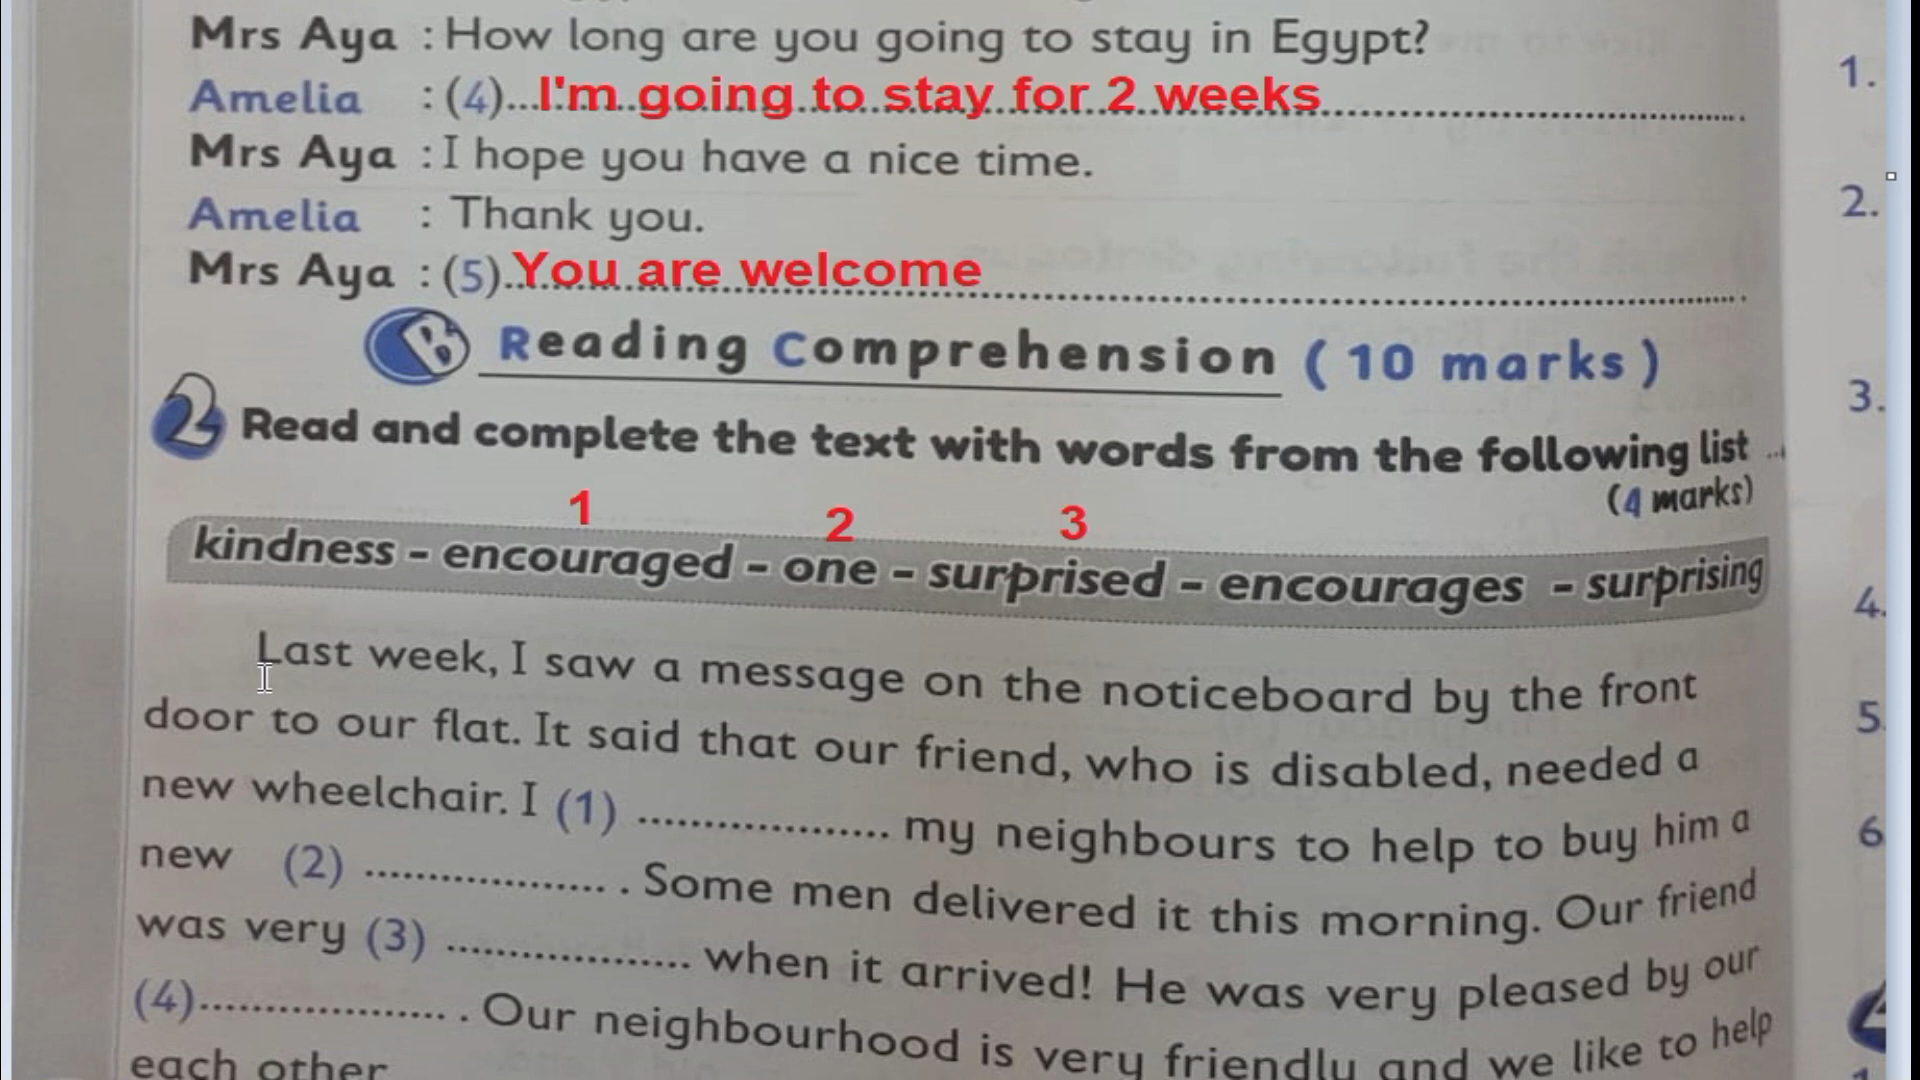 Mrs Aya : How long are you going to stay in Egypt?
Amelia : (4)...I'm going to stay for 2 weeks
Mrs Aya : I hope you have a nice time.
Amelia : Thank you.
Mrs Aya : (5)..You are welcome
B Reading Comprehension (10 marks)
2 Read and complete the text with words from the following list
(4 marks)
1 2 3
kindness - encouraged - one - surprised - encourages - surprising
Last week, I saw a message on the noticeboard by the front
door to our flat. It said that our friend, who is disabled, needed a
new wheelchair. I (1) ................... my neighbours to help to buy him a
new (2) ................... . Some men delivered it this morning. Our friend
was very (3) ................... when it arrived! He was very pleased by our
(4)................... . Our neighbourhood is very friendly and we like to help
each other
1.
2.
3.
4.
5.
6